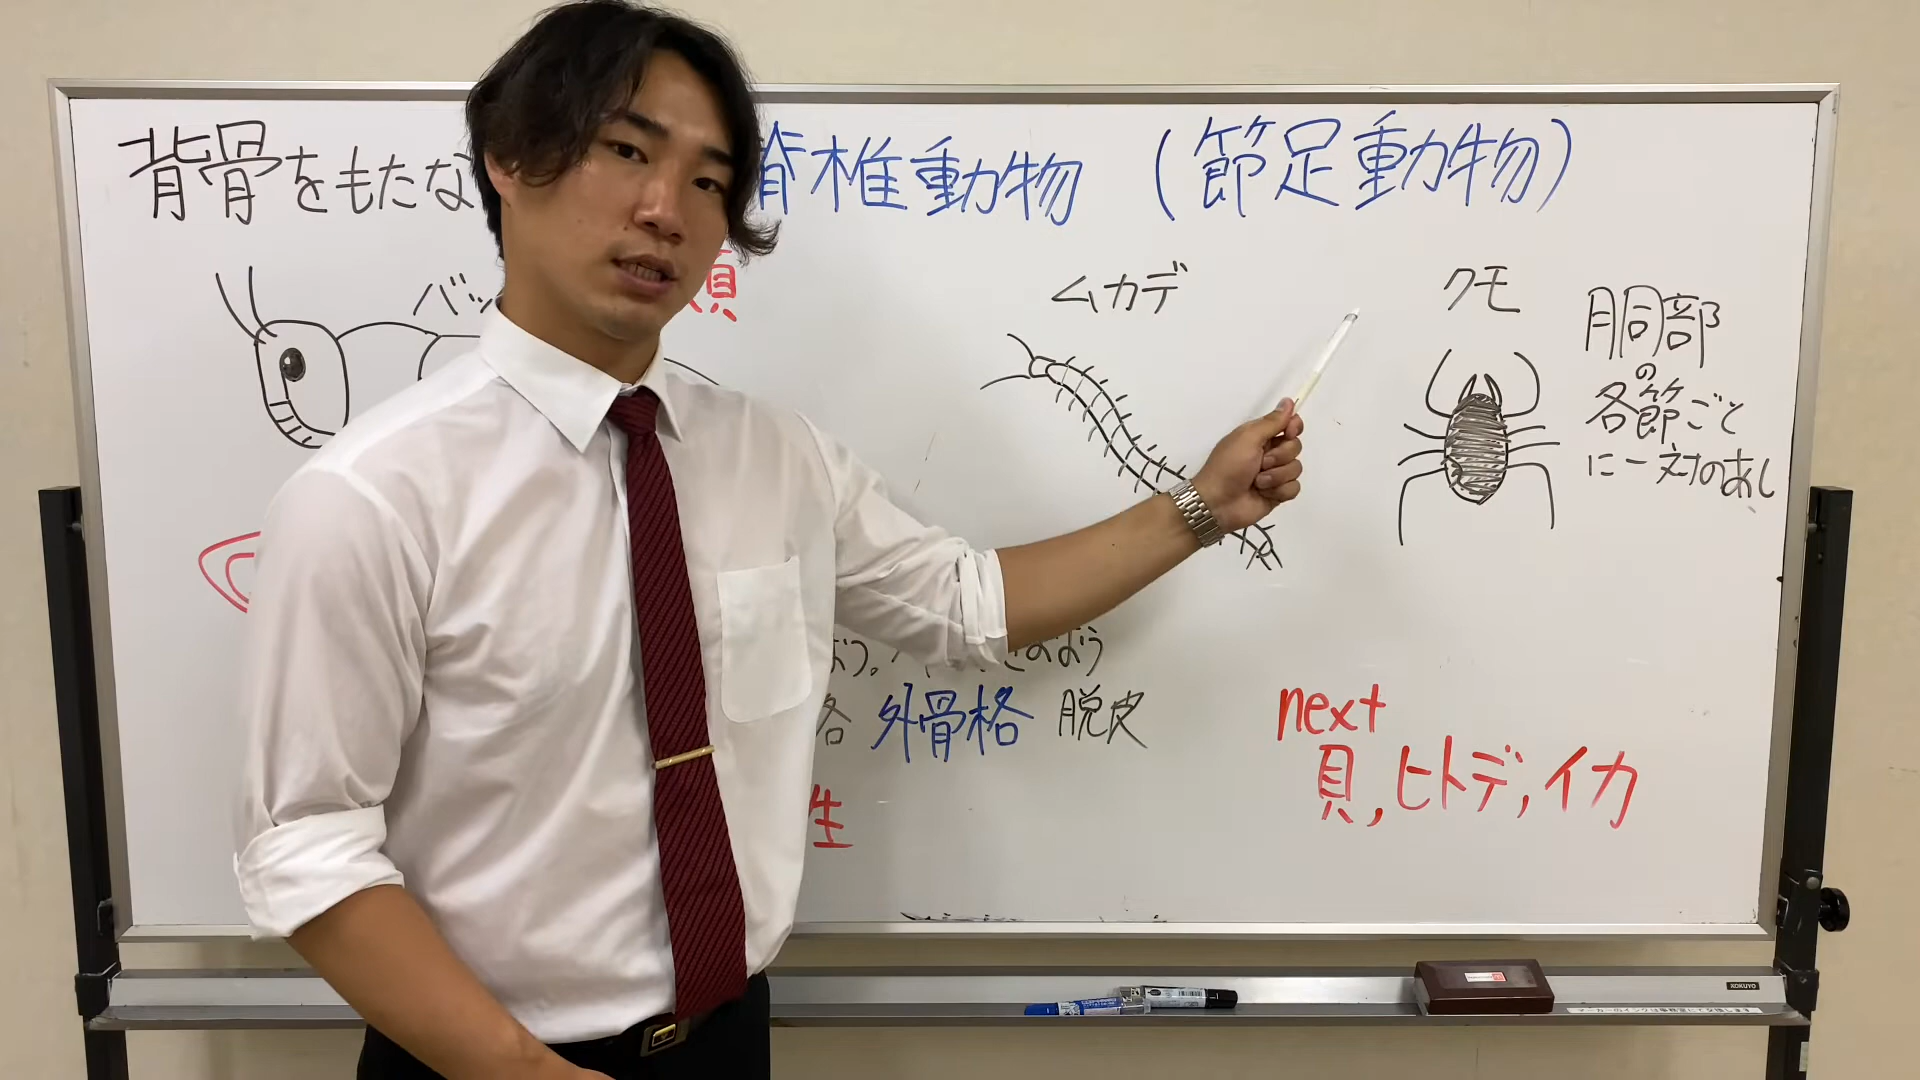 背骨をもたな
脊椎動物 (節足動物)
バッ
ムカデ
クモ
胴部
の
各節ごと
に一対のあし
外骨格 脱皮
生
next
貝,ヒトデ,イカ
KOKUYO